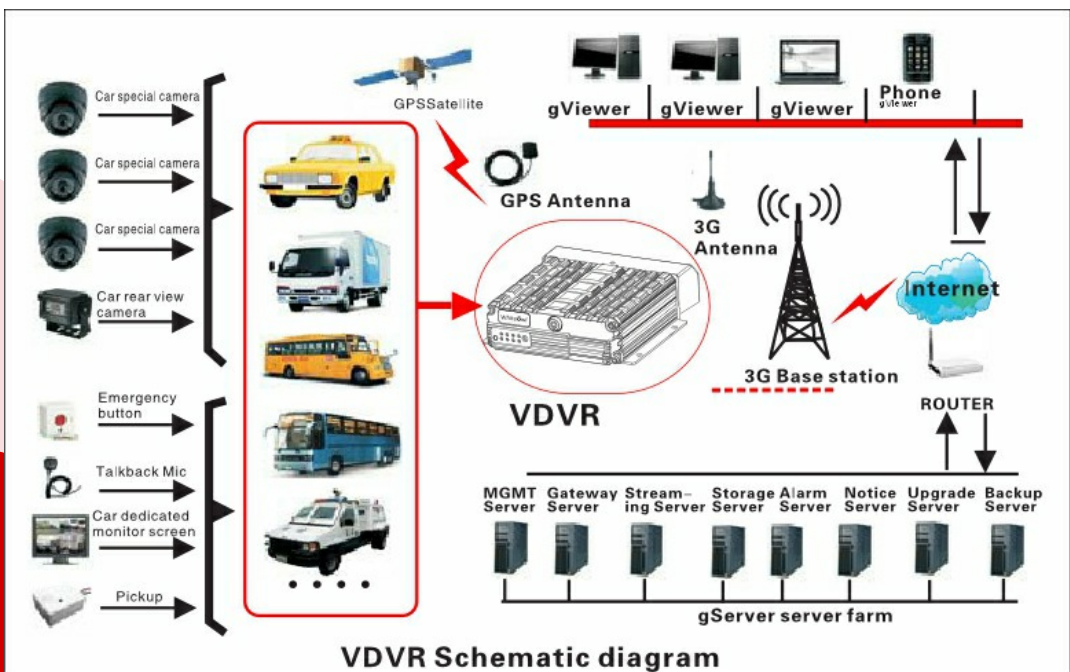 Car special camera
Car special camera
Car special camera
Car rear view
camera
Emergency
button
Talkback Mic
Car dedicated
monitor screen
Pickup
GPSSatellite
GPS Antenna
3G
Antenna
VDVR
gViewer
gViewer
gViewer
Phone
gViewer
3G Base station
Internet
ROUTER
MGMT
Server
Gateway
Server
Stream-
ing Server
Storage
Server
Alarm
Server
Notice
Server
Upgrade
Server
Backup
Server
gServer server farm
VDVR Schematic diagram